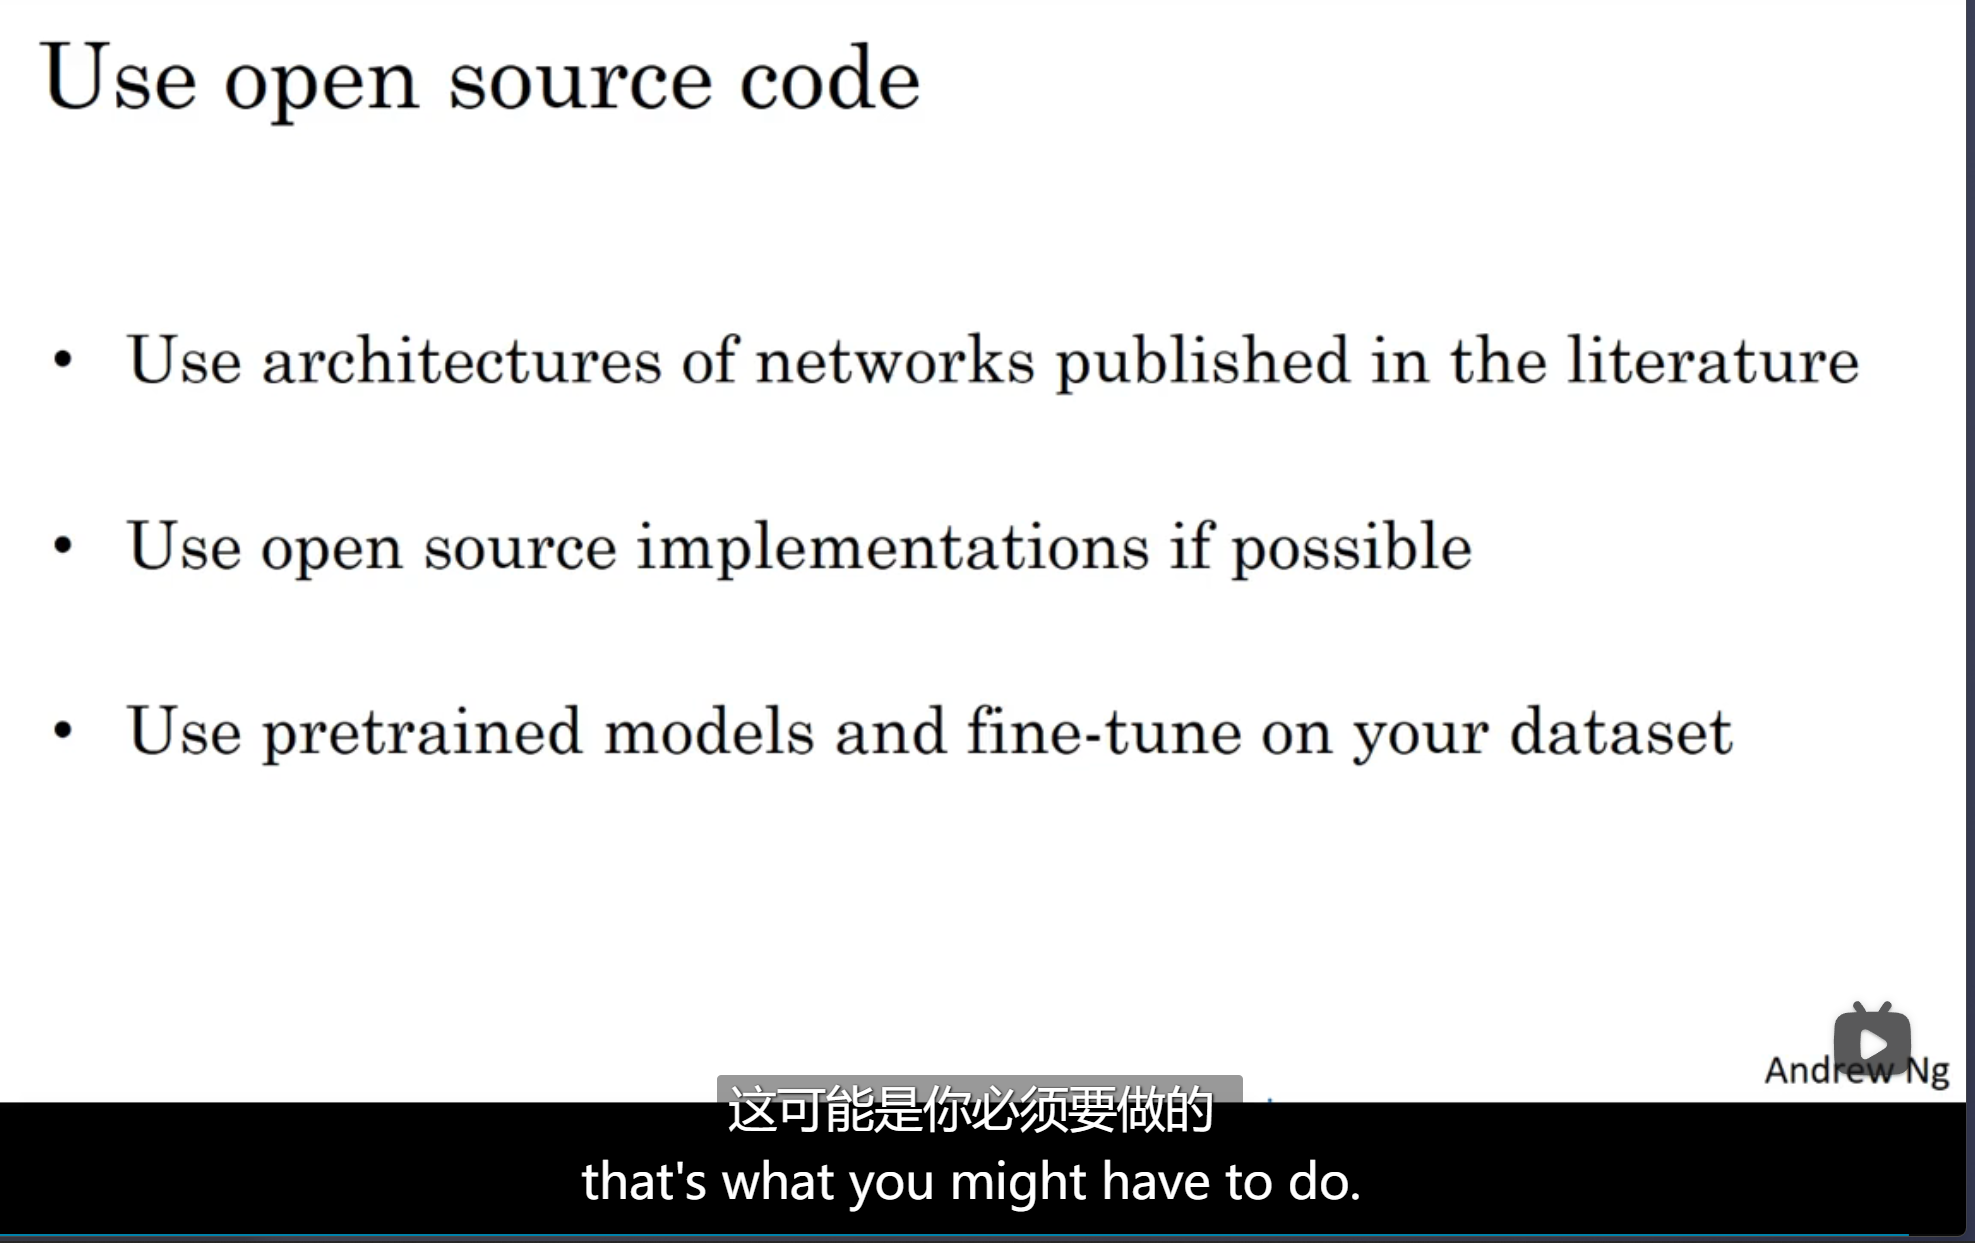 Use open source code
• Use architectures of networks published in the literature
• Use open source implementations if possible
• Use pretrained models and fine-tune on your dataset
Andrew Ng
这可能是你必须要做的
that's what you might have to do.